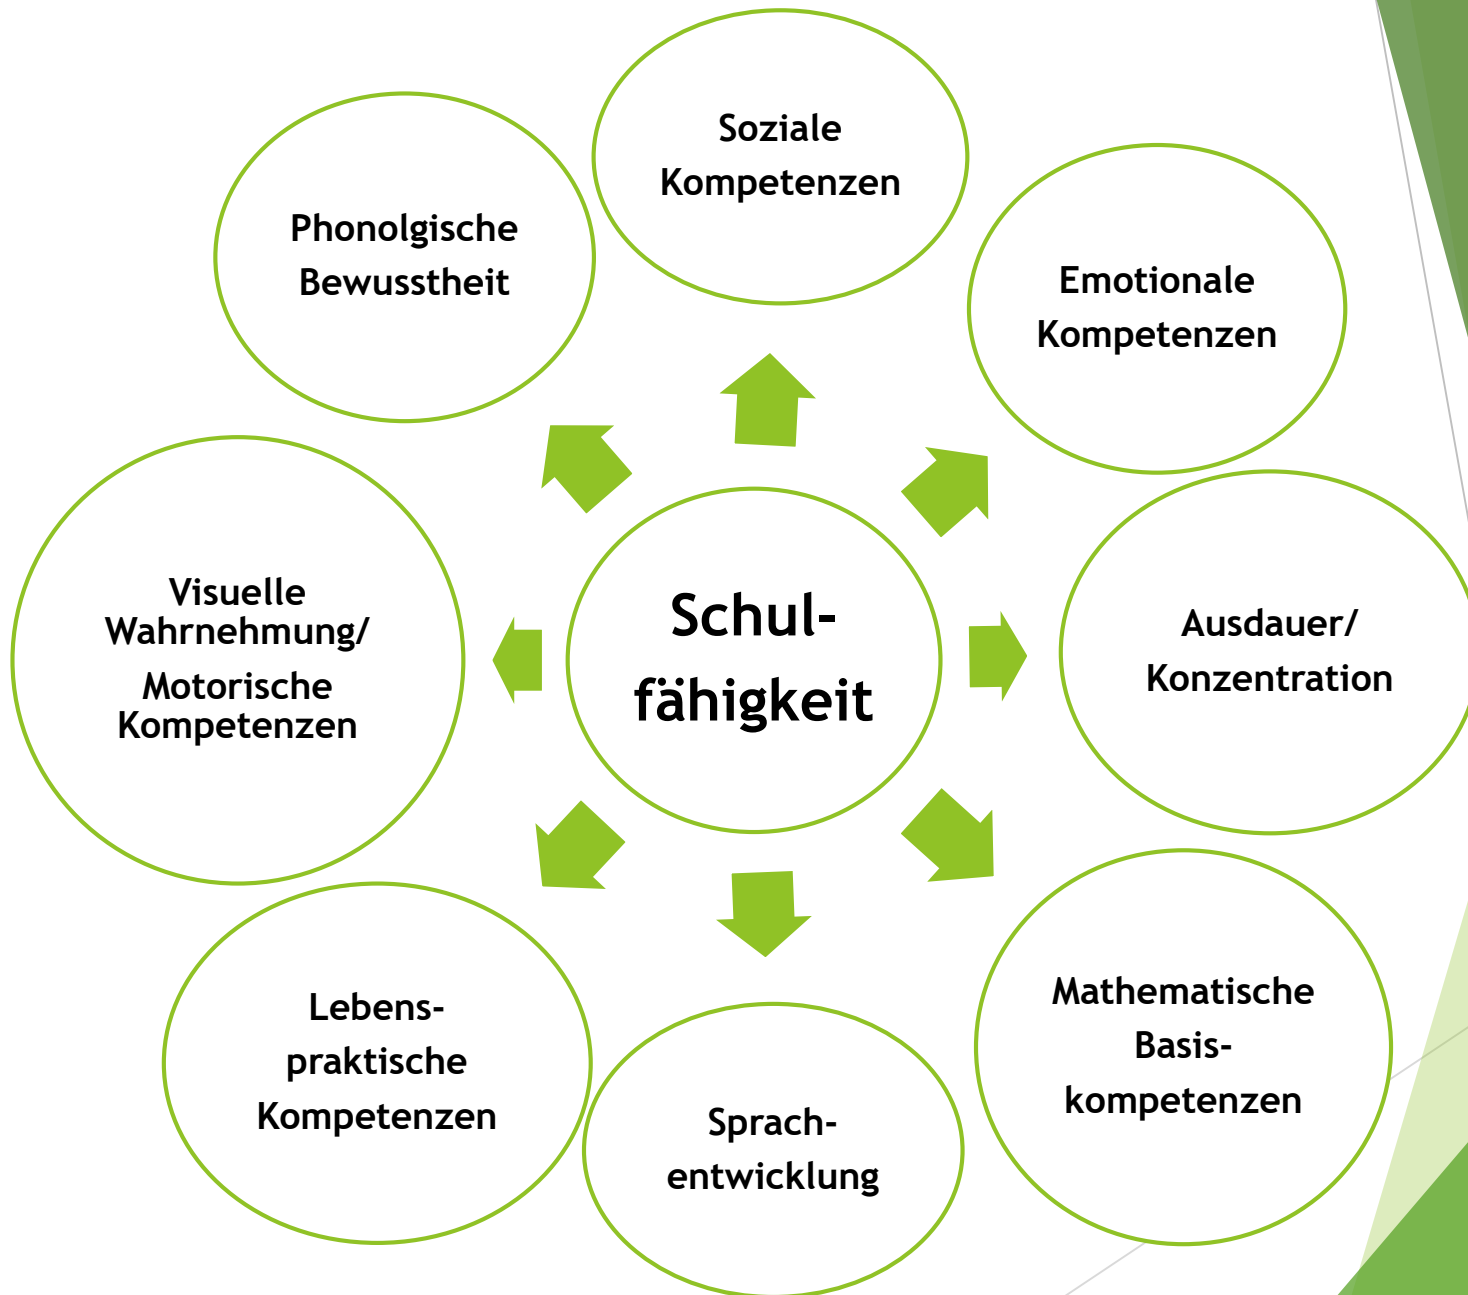 Soziale
Kompetenzen
Phonolgische
Bewusstheit
Emotionale
Kompetenzen
Visuelle
Wahrnehmung/
Motorische
Kompetenzen
Schul-
fähigkeit
Ausdauer/
Konzentration
Lebens-
praktische
Kompetenzen
Sprach-
entwicklung
Mathematische
Basis-
kompetenzen